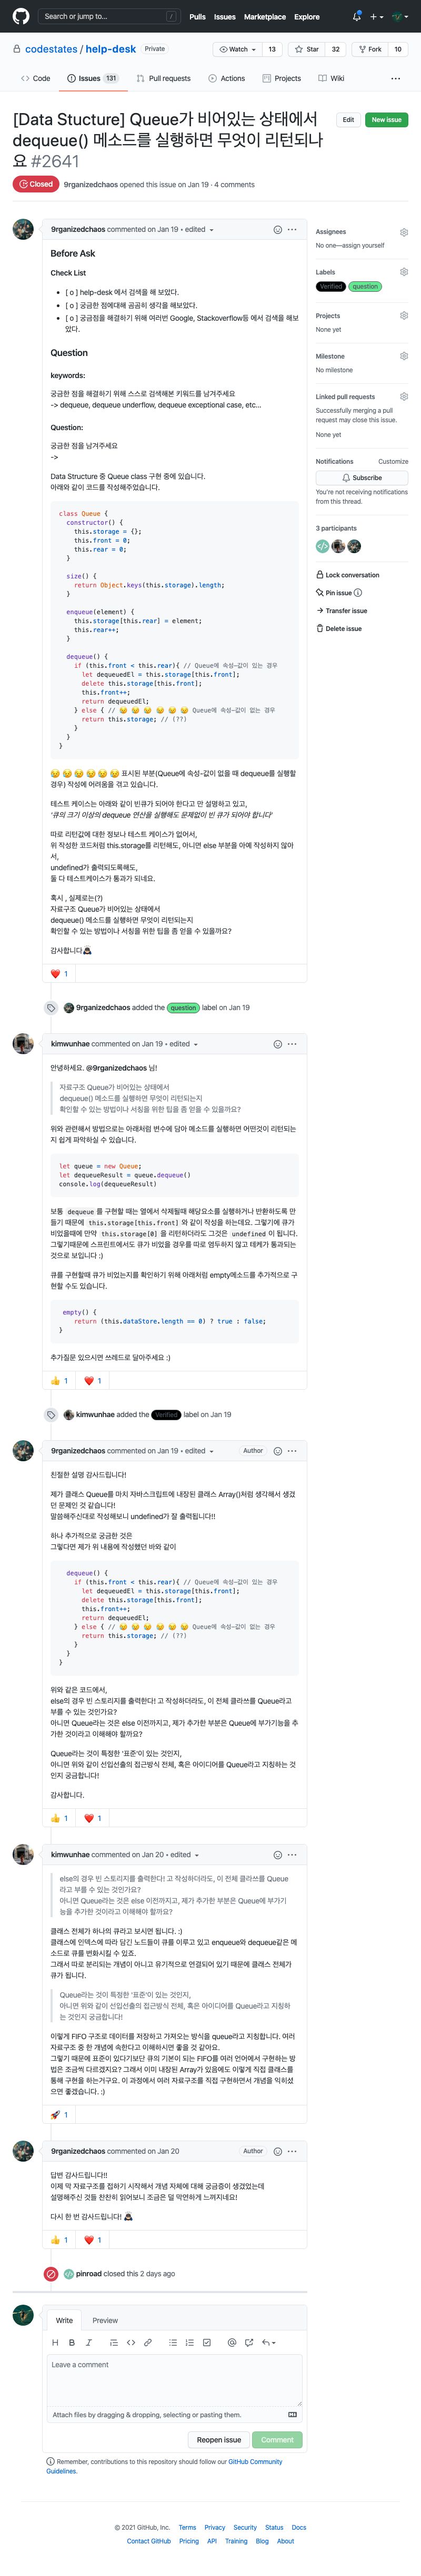 Search or jump to...
/
Pulls Issues Marketplace Explore
codestates / help-desk Private
Watch 13
Star 32
Fork 10
Code
Issues 131
Pull requests
Actions
Projects
Wiki
[Data Stucture] Queue가 비어있는 상태에서
dequeue() 메소드를 실행하면 무엇이 리턴되나
요 #2641
Edit
New issue
Closed
9rganizedchaos opened this issue on Jan 19 · 4 comments
9rganizedchaos commented on Jan 19 • edited
Before Ask
Check List
• [ o ] help-desk 에서 검색을 해 보았다.
• [ o ] 궁금한 점에대해 곰곰히 생각을 해보았다.
• [ o ] 궁금점을 해결하기 위해 여러번 Google, Stackoverflow등 에서 검색을 해보
았다.
Question
keywords:
궁금한 점을 해결하기 위해 스스로 검색해본 키워드를 남겨주세요
-> dequeue, dequeue underflow, dequeue exceptional case, etc...
Question:
궁금한 점을 남겨주세요
->
Data Structure 중 Queue class 구현 중에 있습니다.
아래와 같이 코드를 작성해주었습니다.
class Queue {
constructor() {
this.storage = {};
this.front = 0;
this.rear = 0;
}
size() {
return Object.keys(this.storage).length;
}
enqueue(element) {
this.storage[this.rear] = element;
this.rear++;
}
dequeue() {
if (this.front < this.rear){ // Queue에 속성–값이 있는 경우
let dequeuedEl = this.storage[this.front];
delete this.storage[this.front];
this.front++;
return dequeuedEl;
} else { // 😥 😥 😥 😥 😥 😥 Queue에 속성–값이 없는 경우
return this.storage; // (??)
}
}
}
😥 😥 😥 😥 😥 😥 표시된 부분(Queue에 속성-값이 없을 때 dequeue를 실행할
경우) 작성에 어려움을 겪고 있습니다.
테스트 케이스는 아래와 같이 빈큐가 되어야 한다고 만 설명하고 있고,
'큐의 크기 이상의 dequeue 연산을 실행해도 문제없이 빈 큐가 되어야 합니다'
따로 리턴값에 대한 정보나 테스트 케이스가 없어서,
위 작성한 코드처럼 this.storage를 리턴해도, 아니면 else 부분을 아예 작성하지 않아
서,
undefined가 출력되도록해도,
둘 다 테스트케이스가 통과가 되네요.
혹시 , 실제로는(?)
자료구조 Queue가 비어있는 상태에서
dequeue() 메소드를 실행하면 무엇이 리턴되는지
확인할 수 있는 방법이나 서칭을 위한 팁을 좀 얻을 수 있을까요?
감사합니다🙇
❤️ 1
9rganizedchaos added the question label on Jan 19
kimwunhae commented on Jan 19 • edited
안녕하세요. @9rganizedchaos 님!
자료구조 Queue가 비어있는 상태에서
dequeue() 메소드를 실행하면 무엇이 리턴되는지
확인할 수 있는 방법이나 서칭을 위한 팁을 좀 얻을 수 있을까요?
위와 관련해서 방법으로는 아래처럼 변수에 담아 메소드를 실행하면 어떤것이 리턴되는
지 쉽게 파악하실 수 있습니다.
let queue = new Queue;
let dequeueResult = queue.dequeue()
console.log(dequeueResult)
보통 dequeue 를 구현할 때는 열에서 삭제될때 해당요소를 실행하거나 반환하도록 만
들기 때문에 this.storage[this.front] 와 같이 작성을 하는데요. 그렇기에 큐가
비었을때에 만약 this.storage[0] 을 리턴하더라도 그것은 undefined 이 됩니다.
그렇기때문에 스프린트에서도 큐가 비었을 경우를 따로 염두하지 않고 테케가 통과되는
것으로 보입니다 :)
큐를 구현할때 큐가 비었는지를 확인하기 위해 아래처럼 empty메소드를 추가적으로 구
현할 수도 있습니다.
empty() {
return (this.dataStore.length == 0) ? true : false;
}
추가질문 있으시면 쓰레드로 달아주세요 :)
👍 1 ❤️ 1
kimwunhae added the Verified label on Jan 19
9rganizedchaos commented on Jan 19 • edited Author
친절한 설명 감사드립니다!
제가 클래스 Queue를 마치 자바스크립트에 내장된 클래스 Array()처럼 생각해서 생겼
던 문제인 것 같습니다!
말씀해주신대로 작성해보니 undefined가 잘 출력됩니다!!
하나 추가적으로 궁금한 것은
그렇다면 제가 위 내용에 작성했던 바와 같이
dequeue() {
if (this.front < this.rear){ // Queue에 속성–값이 있는 경우
let dequeuedEl = this.storage[this.front];
delete this.storage[this.front];
this.front++;
return dequeuedEl;
} else { // 😥 😥 😥 😥 😥 😥 Queue에 속성–값이 없는 경우
return this.storage; // (??)
}
}
}
위와 같은 코드에서,
else의 경우 빈 스토리지를 출력한다! 고 작성하더라도, 이 전체 클라쓰를 Queue라고
부를 수 있는 것인가요?
아니면 Queue라는 것은 else 이전까지고, 제가 추가한 부분은 Queue에 부가기능을 추
가한 것이라고 이해해야 할까요?
Queue라는 것이 특정한 '표준'이 있는 것인지,
아니면 위와 같이 선입선출의 접근방식 전체, 혹은 아이디어를 Queue라고 지칭하는 것
인지 궁금합니다!
감사합니다.
👍 1 ❤️ 1
kimwunhae commented on Jan 20 • edited
else의 경우 빈 스토리지를 출력한다! 고 작성하더라도, 이 전체 클라쓰를 Queue
라고 부를 수 있는 것인가요?
아니면 Queue라는 것은 else 이전까지고, 제가 추가한 부분은 Queue에 부가기
능을 추가한 것이라고 이해해야 할까요?
클래스 전체가 하나의 큐라고 보시면 됩니다. :)
클래스에 인덱스에 따라 담긴 노드들이 큐를 이루고 있고 enqueue와 dequeue같은 메
소드로 큐를 변화시킬 수 있죠.
그래서 따로 분리되는 개념이 아니고 유기적으로 연결되어 있기 때문에 클래스 전체가
큐가 됩니다.
Queue라는 것이 특정한 '표준'이 있는 것인지,
아니면 위와 같이 선입선출의 접근방식 전체, 혹은 아이디어를 Queue라고 지칭하
는 것인지 궁금합니다!
이렇게 FIFO 구조로 데이터를 저장하고 가져오는 방식을 queue라고 지칭합니다. 여러
자료구조 중 한 개념에 속한다고 이해하시면 좋을 것 같아요.
그렇기 때문에 표준이 있다기보단 큐의 기본이 되는 FIFO를 여러 언어에서 구현하는 방
법은 조금씩 다르겠지요? 그래서 이미 내장된 Array가 있음에도 이렇게 직접 클래스를
통해 구현을 하는거구요. 이 과정에서 여러 자료구조를 직접 구현하면서 개념을 익히셨
으면 좋겠습니다. :)
🚀 1
9rganizedchaos commented on Jan 20 Author
답변 감사드립니다!!
이제 막 자료구조를 접하기 시작해서 개념 자체에 대해 궁금증이 생겼었는데
설명해주신 것들 찬찬히 읽어보니 조금은 덜 막연하게 느껴지네요!
다시 한 번 감사드립니다! 🙇
👍 1 ❤️ 1
pinroad closed this 2 days ago
Write Preview
Leave a comment
Attach files by dragging & dropping, selecting or pasting them.
Reopen issue
Comment
Remember, contributions to this repository should follow our GitHub Community
Guidelines.
Assignees
No one—assign yourself
Labels
Verified question
Projects
None yet
Milestone
No milestone
Linked pull requests
Successfully merging a pull
request may close this issue.
None yet
Notifications Customize
Subscribe
You're not receiving notifications
from this thread.
3 participants
Lock conversation
Pin issue
Transfer issue
Delete issue
© 2021 GitHub, Inc. Terms Privacy Security Status Docs
Contact GitHub Pricing API Training Blog About